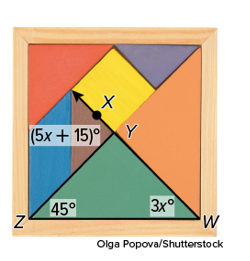 X
(5x + 15)°
Y
45°
3x°
Z
W
Olga Popova/Shutterstock